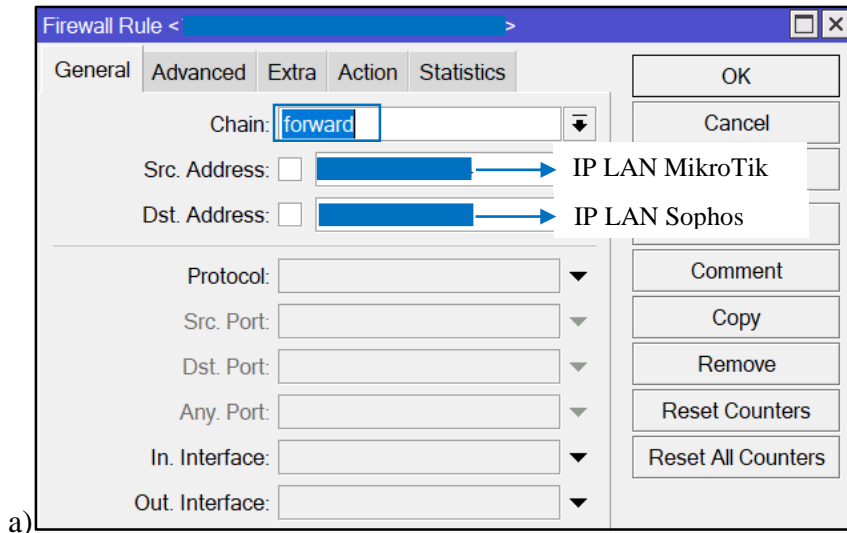 Firewall Rule < >
General Advanced Extra Action Statistics
OK
Chain: forward
Cancel
Src. Address:
IP LAN MikroTik
Dst. Address:
IP LAN Sophos
Protocol:
Comment
Src. Port:
Copy
Dst. Port:
Remove
Any. Port:
Reset Counters
In. Interface:
Reset All Counters
Out. Interface:
a)